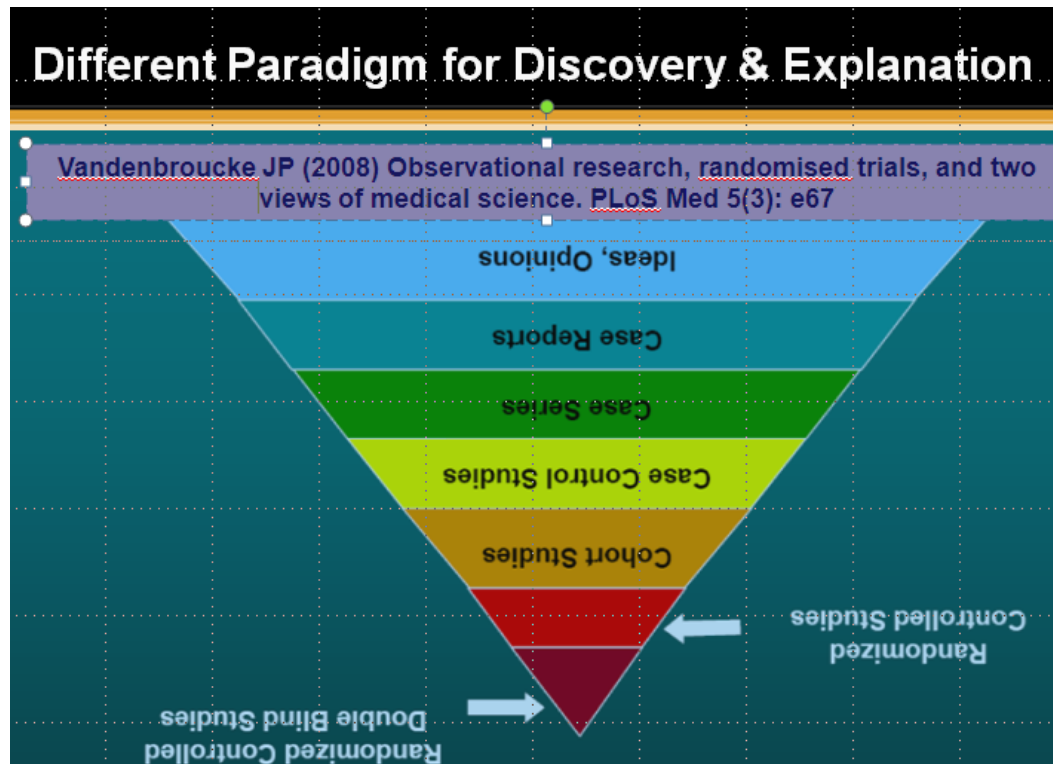 Different Paradigm for Discovery & Explanation
Vandenbroucke JP (2008) Observational research, randomised trials, and two
views of medical science. PLoS Med 5(3): e67
Ideas, Opinions
Case Reports
Case Series
Case Control Studies
Cohort Studies
Randomized
Controlled Studies
Randomized Controlled
Double Blind Studies